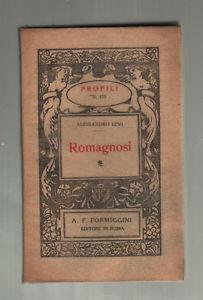 PROFILI
ALESSANDRO LEVI
Romagnosi
A. F. FORMIGGINI
EDITORE IN ROMA